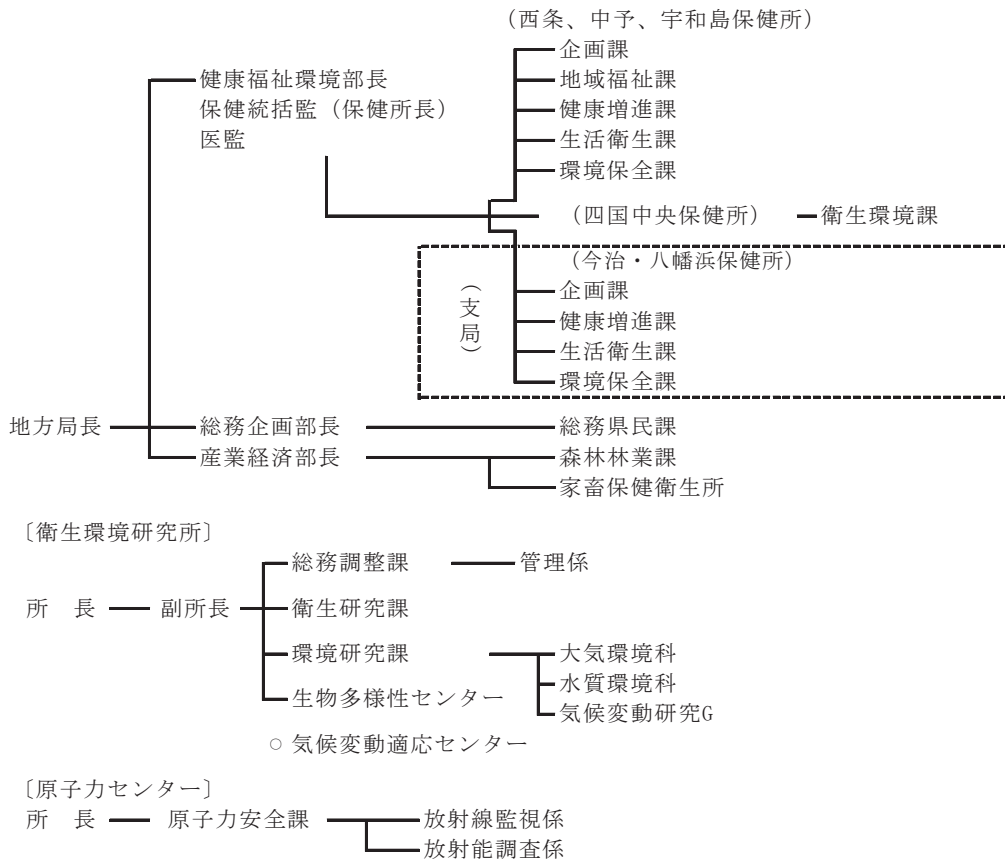 (西条、中予、宇和島保健所)
企画課
健康福祉環境部長 地域福祉課
保健統括監（保健所長） 健康増進課
医監 生活衛生課
環境保全課
(四国中央保健所) 衛生環境課
(今治・八幡浜保健所)
(支局)
企画課
健康増進課
生活衛生課
環境保全課
地方局長 総務企画部長 総務県民課
産業経済部長 森林林業課
家畜保健衛生所
〔衛生環境研究所〕
総務調整課 管理係
所　長 副所長 衛生研究課
環境研究課 大気環境科
水質環境科
生物多様性センター 気候変動研究G
○ 気候変動適応センター
〔原子力センター〕
所　長 原子力安全課 放射線監視係
放射能調査係